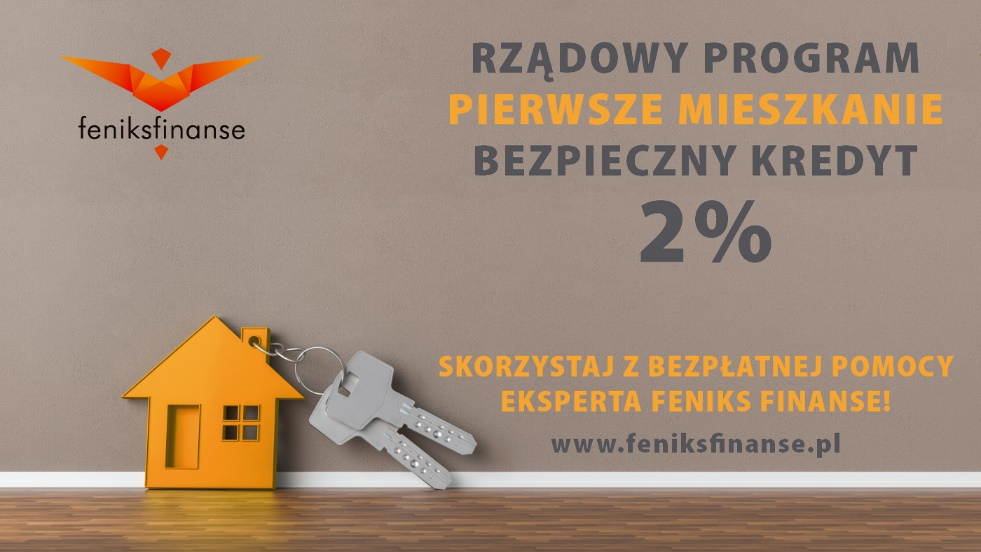 feniksfinanse
RZĄDOWY PROGRAM
PIERWSZE MIESZKANIE
BEZPIECZNY KREDYT
2%
SKORZYSTAJ Z BEZPŁATNEJ POMOCY
EKSPERTA FENIKS FINANSE!
www.feniksfinanse.pl